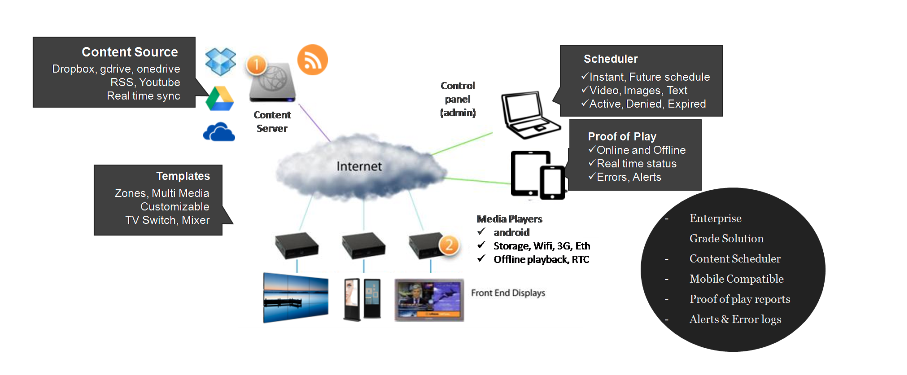 Content Source
Dropbox, gdrive, onedrive
RSS, Youtube
Real time sync
1
Content
Server
Control
panel
(admin)
Scheduler
✓Instant, Future schedule
✓Video, Images, Text
✓Active, Denied, Expired
Proof of Play
✓Online and Offline
✓Real time status
✓Errors, Alerts
Internet
Templates
Zones, Multi Media
Customizable
TV Switch, Mixer
2
Media Players
✓ android
✓ Storage, Wifi, 3G, Eth
✓ Offline playback, RTC
Front End Displays
- Enterprise
Grade Solution
- Content Scheduler
- Mobile Compatible
- Proof of play reports
- Alerts & Error logs